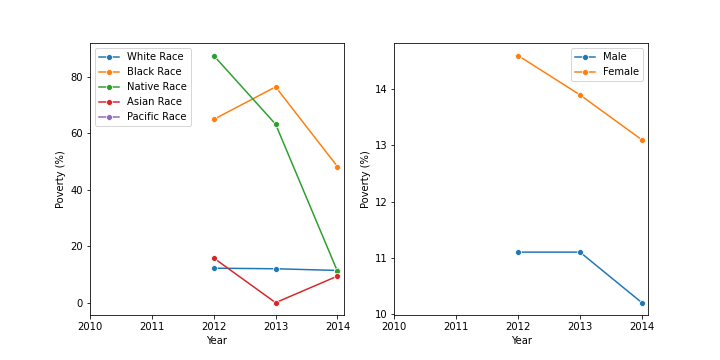 White Race
Black Race
Native Race
Asian Race
Pacific Race
80
60
40
20
0
Poverty (%)
2010 2011 2012 2013 2014
Year
Male
Female
14
13
12
11
10
Poverty (%)
2010 2011 2012 2013 2014
Year